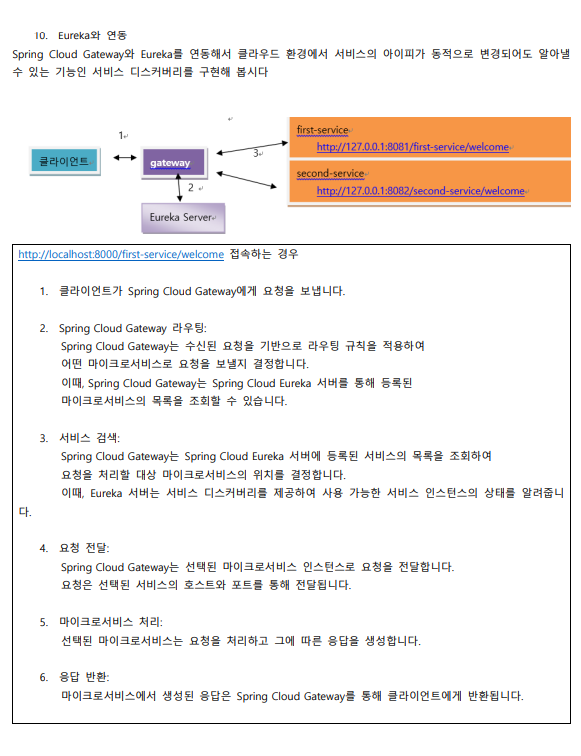 10. Eureka와 연동
Spring Cloud Gateway와 Eureka를 연동해서 클라우드 환경에서 서비스의 아이피가 동적으로 변경되어도 알아낼
수 있는 기능인 서비스 디스커버리를 구현해 봅시다
클라이언트
1
gateway
2
Eureka Server
3
first-service
http://127.0.0.1:8081/first-service/welcome
second-service
http://127.0.0.1:8082/second-service/welcome
http://localhost:8000/first-service/welcome 접속하는 경우
1. 클라이언트가 Spring Cloud Gateway에게 요청을 보냅니다.
2. Spring Cloud Gateway 라우팅:
Spring Cloud Gateway는 수신된 요청을 기반으로 라우팅 규칙을 적용하여
어떤 마이크로서비스로 요청을 보낼지 결정합니다.
이때, Spring Cloud Gateway는 Spring Cloud Eureka 서버를 통해 등록된
마이크로서비스의 목록을 조회할 수 있습니다.
3. 서비스 검색:
Spring Cloud Gateway는 Spring Cloud Eureka 서버에 등록된 서비스의 목록을 조회하여
요청을 처리할 대상 마이크로서비스의 위치를 결정합니다.
이때, Eureka 서버는 서비스 디스커버리를 제공하여 사용 가능한 서비스 인스턴스의 상태를 알려줍니
다.
4. 요청 전달:
Spring Cloud Gateway는 선택된 마이크로서비스 인스턴스로 요청을 전달합니다.
요청은 선택된 서비스의 호스트와 포트를 통해 전달됩니다.
5. 마이크로서비스 처리:
선택된 마이크로서비스는 요청을 처리하고 그에 따른 응답을 생성합니다.
6. 응답 반환:
마이크로서비스에서 생성된 응답은 Spring Cloud Gateway를 통해 클라이언트에게 반환됩니다.